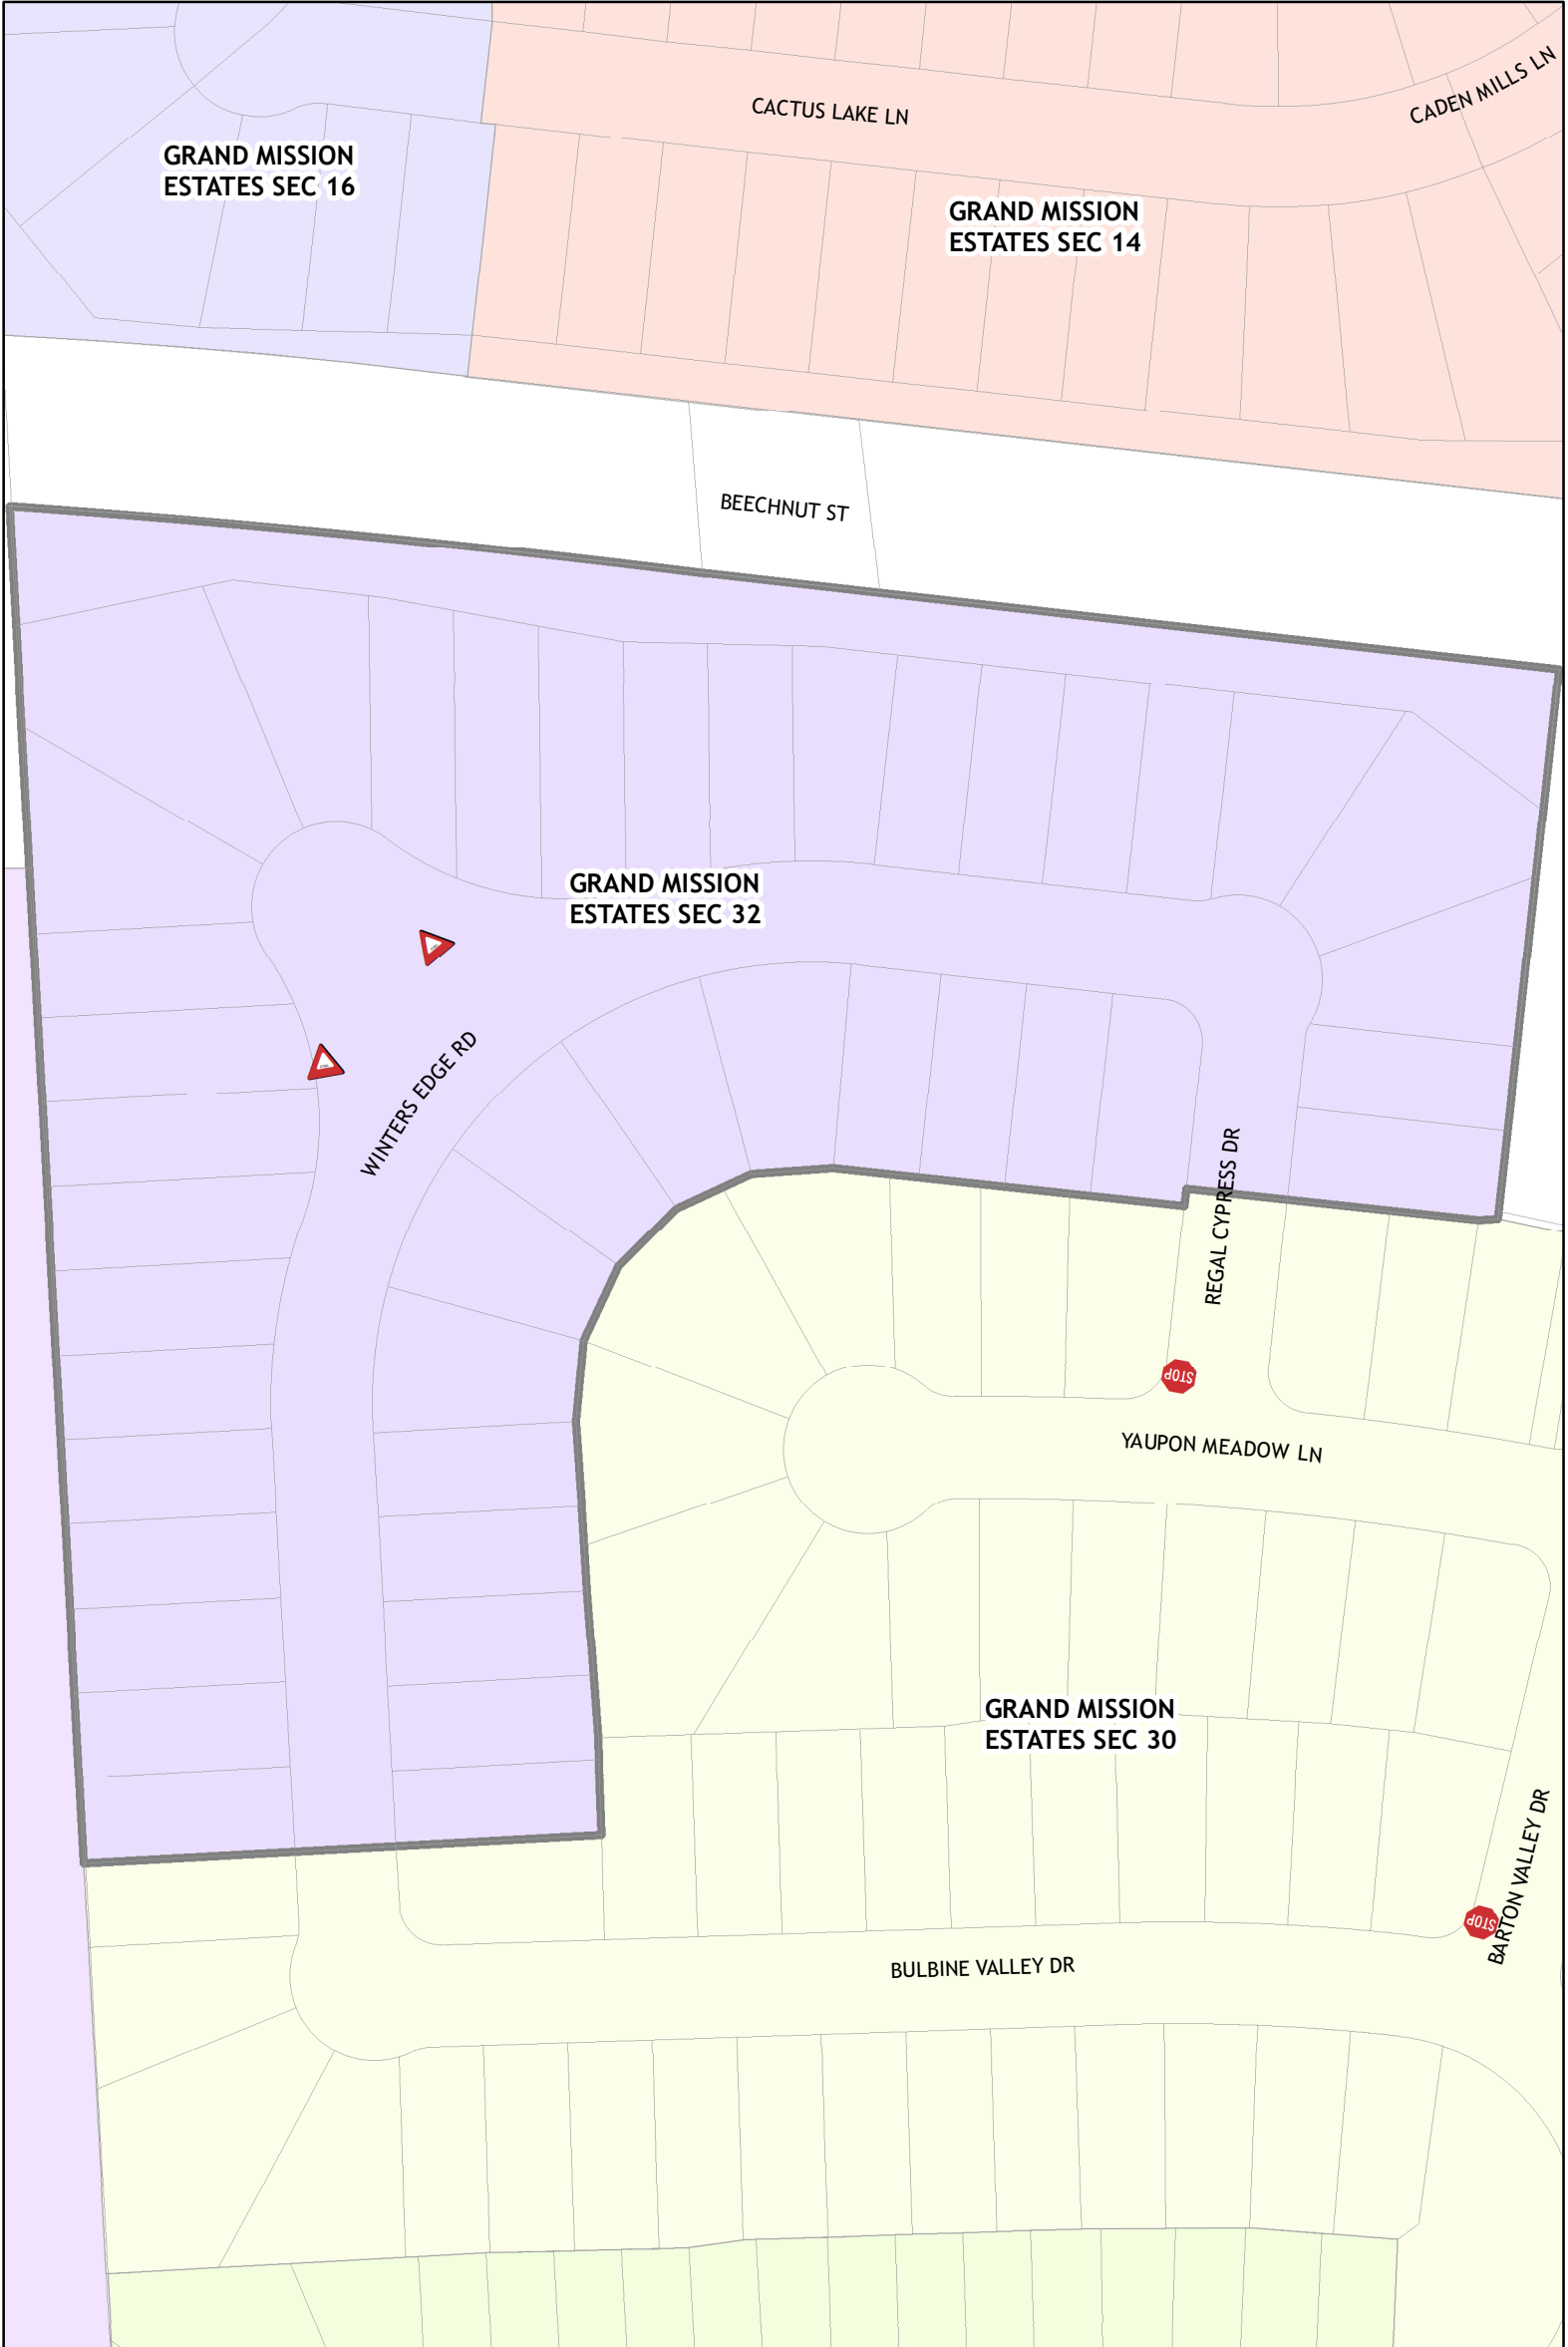 CACTUS LAKE LN
CADEN MILLS LN
GRAND MISSION
ESTATES SEC 16
GRAND MISSION
ESTATES SEC 14
BEECHNUT ST
GRAND MISSION
ESTATES SEC 32
WINTERS EDGE RD
REGAL CYPRESS DR
STOP
YAUPON MEADOW LN
GRAND MISSION
ESTATES SEC 30
BARTON VALLEY DR
STOP
BULBINE VALLEY DR